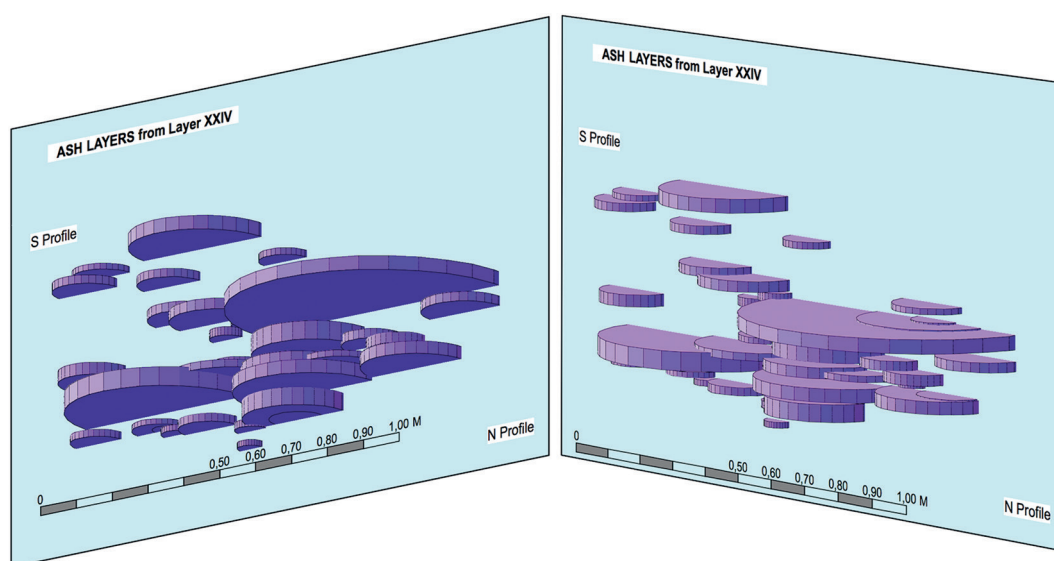 ASH LAYERS from Layer XXIV
S Profile
N Profile
0 0,50 0,60 0,70 0,80 0,90 1,00 M
ASH LAYERS from Layer XXIV
S Profile
0 0,50 0,60 0,70 0,80 0,90 1,00 M
N Profile